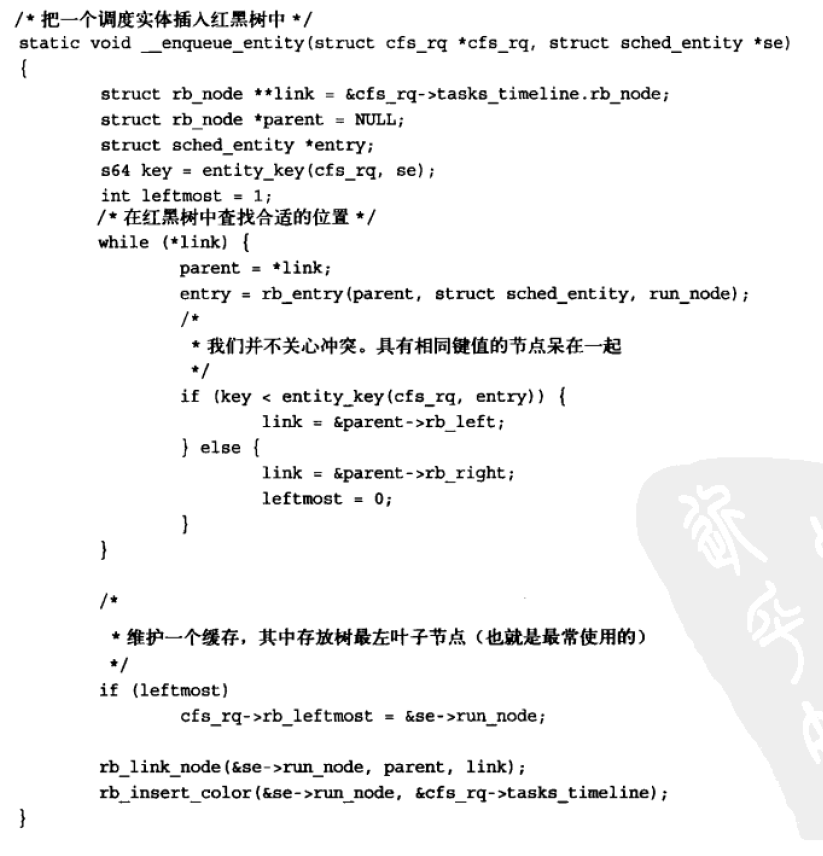 /* 把一个调度实体插入红黑树中 */
static void __enqueue_entity(struct cfs_rq *cfs_rq, struct sched_entity *se)
{
        struct rb_node **link = &cfs_rq->tasks_timeline.rb_node;
        struct rb_node *parent = NULL;
        struct sched_entity *entry;
        s64 key = entity_key(cfs_rq, se);
        int leftmost = 1;
        /* 在红黑树中查找合适的位置 */
        while (*link) {
                parent = *link;
                entry = rb_entry(parent, struct sched_entity, run_node);
                /*
                 * 我们并不关心冲突。具有相同键值的节点呆在一起
                 */
                if (key < entity_key(cfs_rq, entry)) {
                        link = &parent->rb_left;
                } else {
                        link = &parent->rb_right;
                        leftmost = 0;
                }
        }
        /*
         * 维护一个缓存，其中存放树最左叶子节点（也就是最常使用的）
         */
        if (leftmost)
                cfs_rq->rb_leftmost = &se->run_node;
        rb_link_node(&se->run_node, parent, link);
        rb_insert_color(&se->run_node, &cfs_rq->tasks_timeline);
}